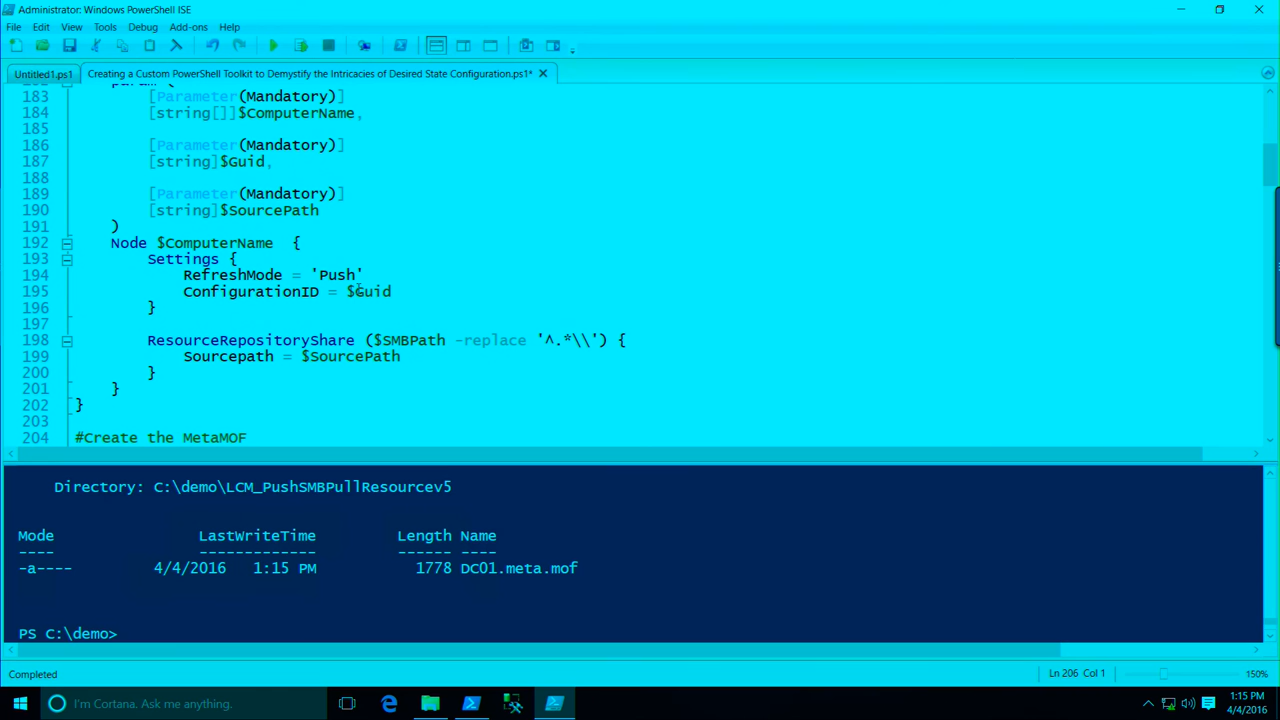 Administrator: Windows PowerShell ISE
File Edit View Tools Debug Add-ons Help
Untitled1.ps1 Creating a Custom PowerShell Toolkit to Demystify the Intricacies of Desired State Configuration.ps1*
183 [Parameter(Mandatory)]
184 [string[]]$ComputerName,
185
186 [Parameter(Mandatory)]
187 [string]$Guid,
188
189 [Parameter(Mandatory)]
190 [string]$SourcePath
191 )
192 Node $ComputerName {
193 Settings {
194 RefreshMode = 'Push'
195 ConfigurationID = $Guid
196 }
197
198 ResourceRepositoryShare ($SMBPath -replace '^.*\\') {
199 Sourcepath = $SourcePath
200 }
201 }
202 }
203
204 #Create the MetaMOF
Directory: C:\demo\LCM_PushSMBPullResourcev5
Mode LastWriteTime Length Name
---- ------------- ------ ----
-a---- 4/4/2016 1:15 PM 1778 DC01.meta.mof
PS C:\demo>
Completed Ln 206 Col 1 150%
I'm Cortana. Ask me anything.
1:15 PM
4/4/2016